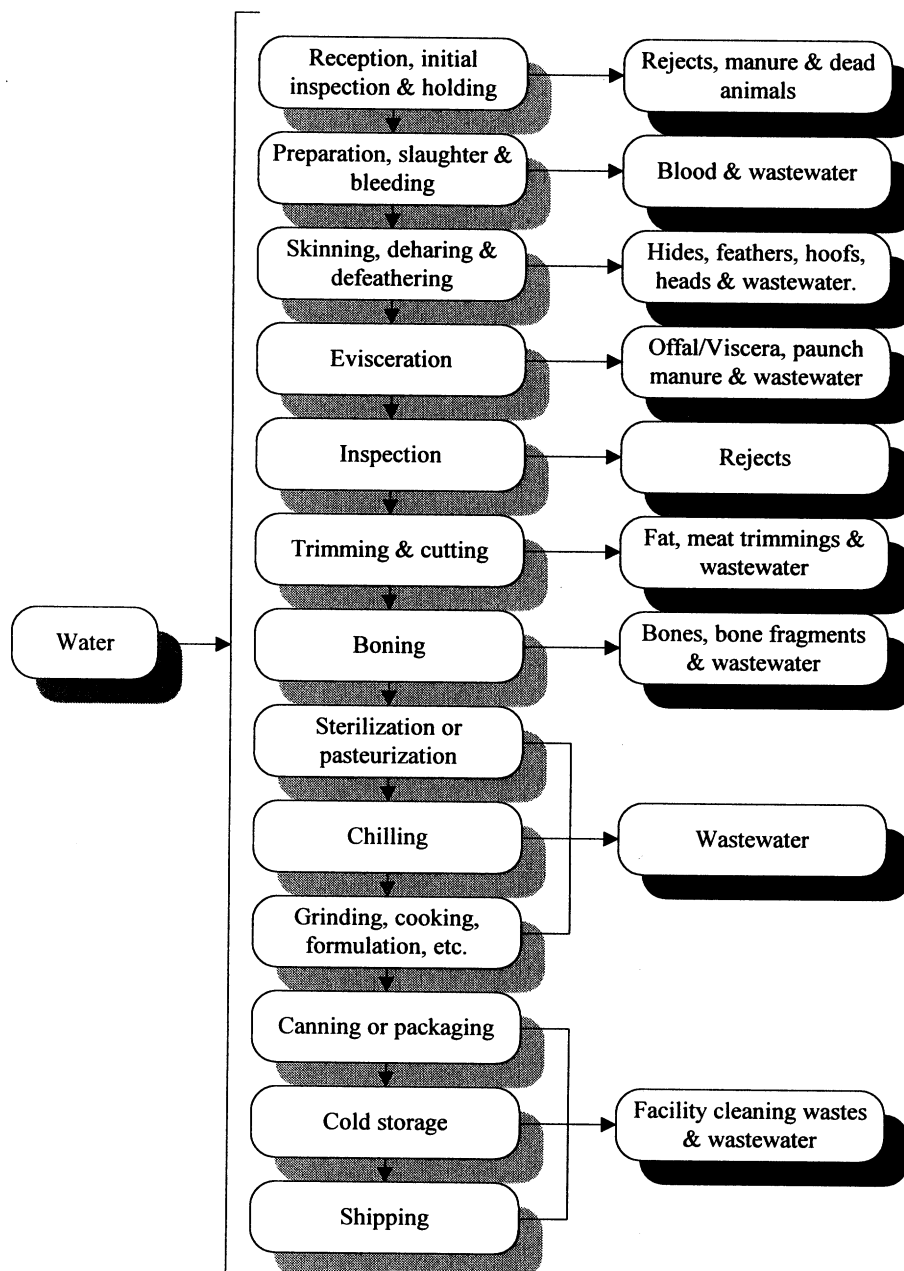 Reception, initial
inspection & holding
Rejects, manure & dead
animals
Preparation, slaughter &
bleeding
Blood & wastewater
Skinning, deharing &
defeathering
Hides, feathers, hoofs,
heads & wastewater.
Evisceration
Offal/Viscera, paunch
manure & wastewater
Inspection
Rejects
Trimming & cutting
Fat, meat trimmings &
wastewater
Water
Boning
Bones, bone fragments
& wastewater
Sterilization or
pasteurization
Chilling
Wastewater
Grinding, cooking,
formulation, etc.
Canning or packaging
Cold storage
Facility cleaning wastes
& wastewater
Shipping